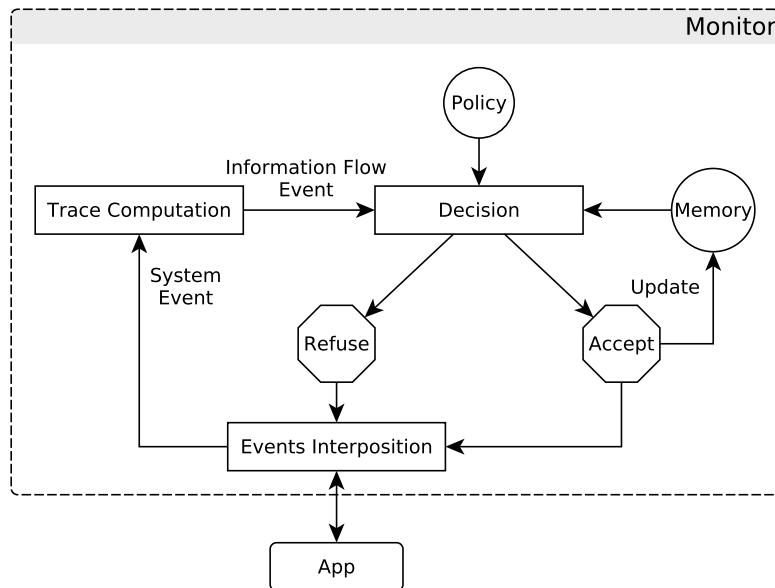 Monitor
Policy
Information Flow
Event
Trace Computation
Decision
Memory
System
Event
Update
Refuse
Accept
Events Interposition
App